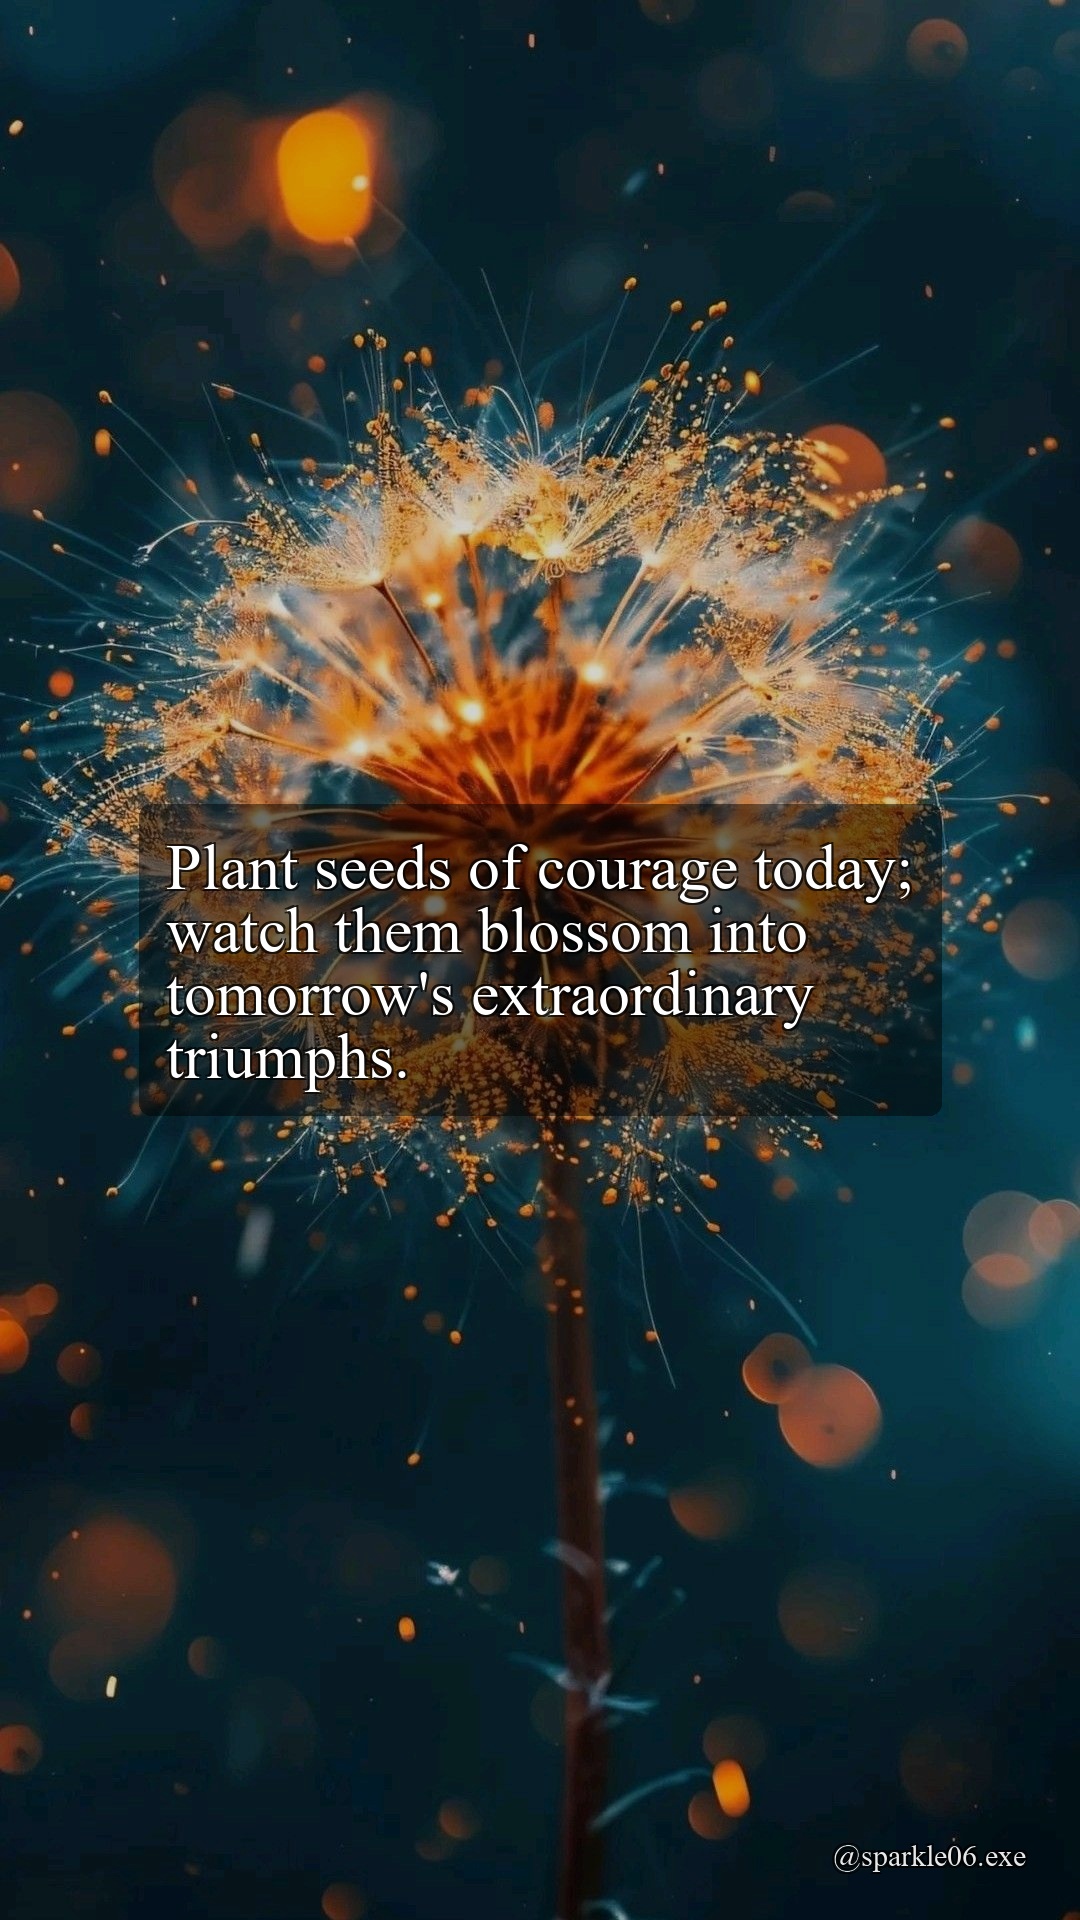 Plant seeds of courage today;
watch them blossom into
tomorrow's extraordinary
triumphs.
@sparkle06.exe